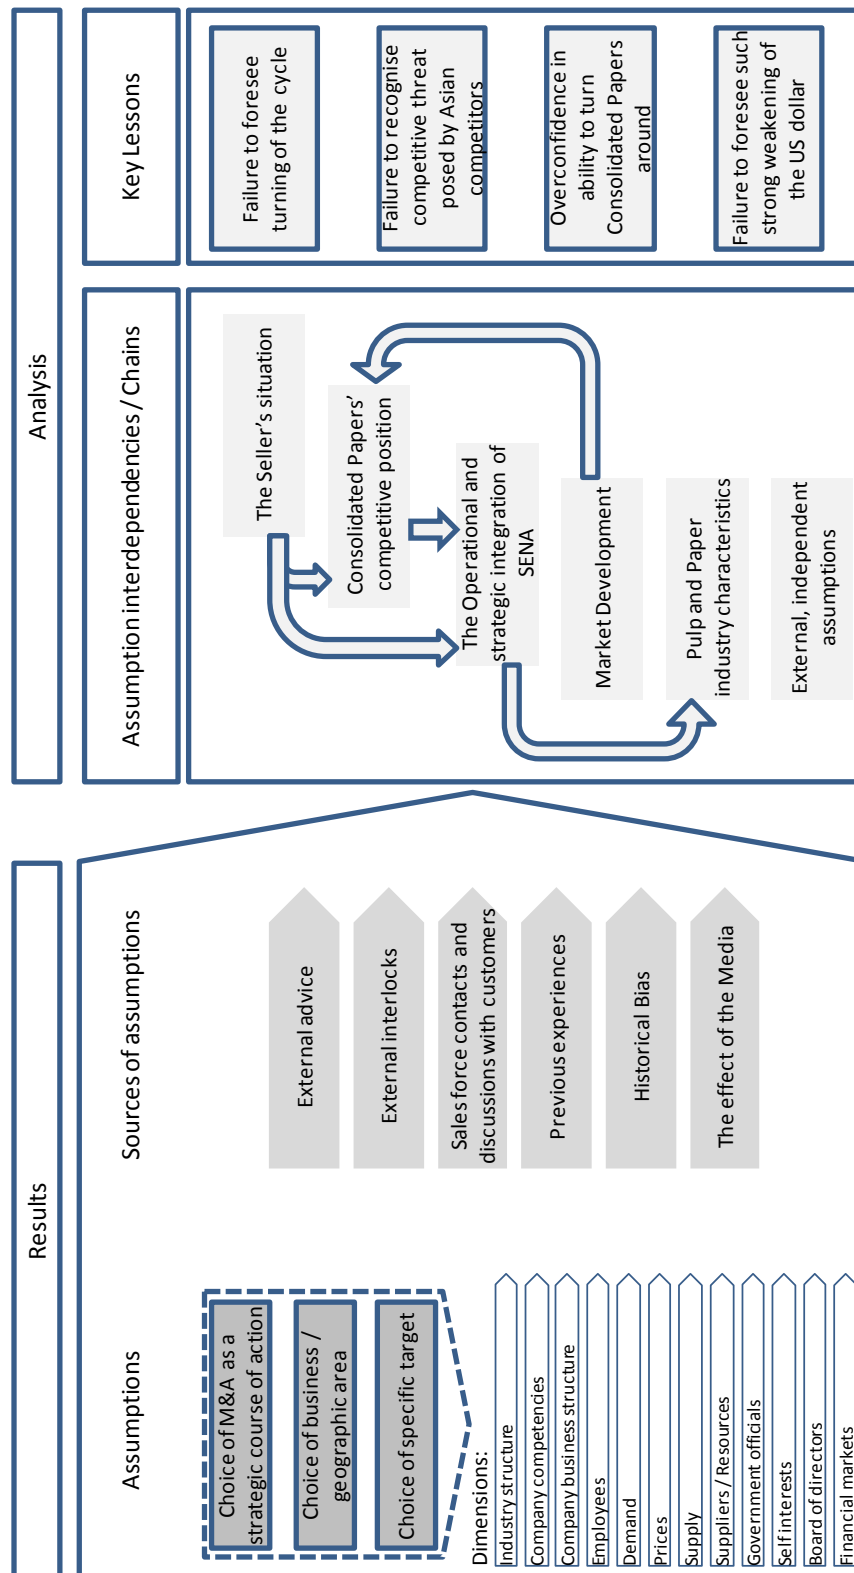 Results
Analysis
Assumptions
Sources of assumptions
Assumption interdependencies / Chains
Key Lessons
Choice of M&A as a
strategic course of action
Choice of business /
geographic area
Choice of specific target
Dimensions:
Industry structure
Company competencies
Company business structure
Employees
Demand
Prices
Supply
Suppliers / Resources
Government officials
Self interests
Board of directors
Financial markets
External advice
External interlocks
Sales force contacts and
discussions with customers
Previous experiences
Historical Bias
The effect of the Media
The Seller's situation
Consolidated Papers'
competitive position
The Operational and
strategic integration of
SENA
Market Development
Pulp and Paper
industry characteristics
External, independent
assumptions
Failure to foresee
turning of the cycle
Failure to recognise
competitive threat
posed by Asian
competitors
Overconfidence in
ability to turn
Consolidated Papers
around
Failure to foresee such
strong weakening of
the US dollar